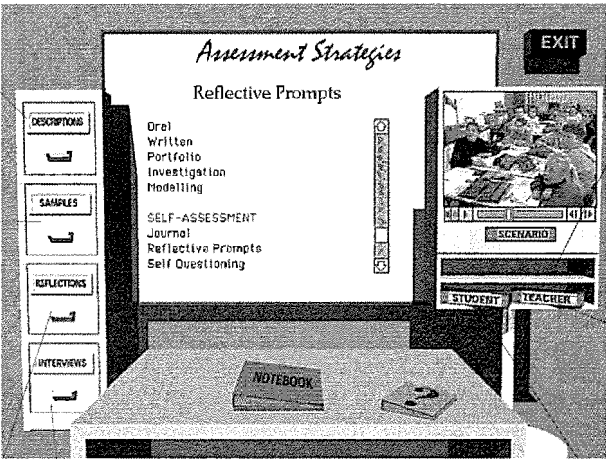 Assessment Strategies
EXIT
Reflective Prompts
DESCRIPTIONS
Oral
Written
Portfolio
Investigation
Modelling
SAMPLES
SELF-ASSESSMENT
Journal
Reflective Prompts
Self Questioning
SCENARIO
REFLECTIONS
STUDENT
TEACHER
INTERVIEWS
NOTEBOOK
?